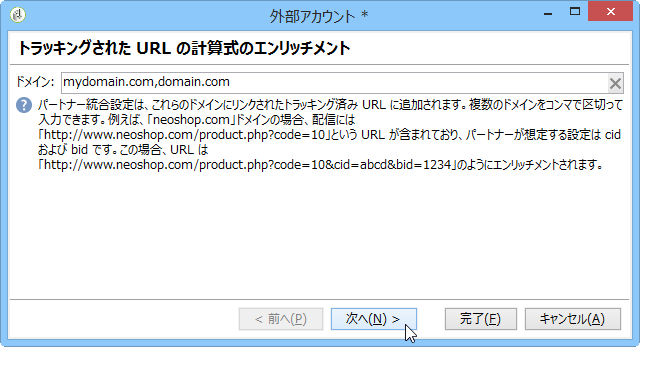 外部アカウント *
トラッキングされた URL の計算式のエンリッチメント
ドメイン: mydomain.com,domain.com
パートナー統合設定は、これらのドメインにリンクされたトラッキング済み URL に追加されます。複数のドメインをコンマで区切って
入力できます。例えば、「neoshop.com」ドメインの場合、配信には
「http://www.neoshop.com/product.php?code=10」という URL が含まれており、パートナーが想定する設定は cid
および bid です。この場合、URL は
「http://www.neoshop.com/product.php?code=10&cid=abcd&bid=1234」のようにエンリッチメントされます。
< 前へ(P) 次へ(N) > 完了(F) キャンセル(A)